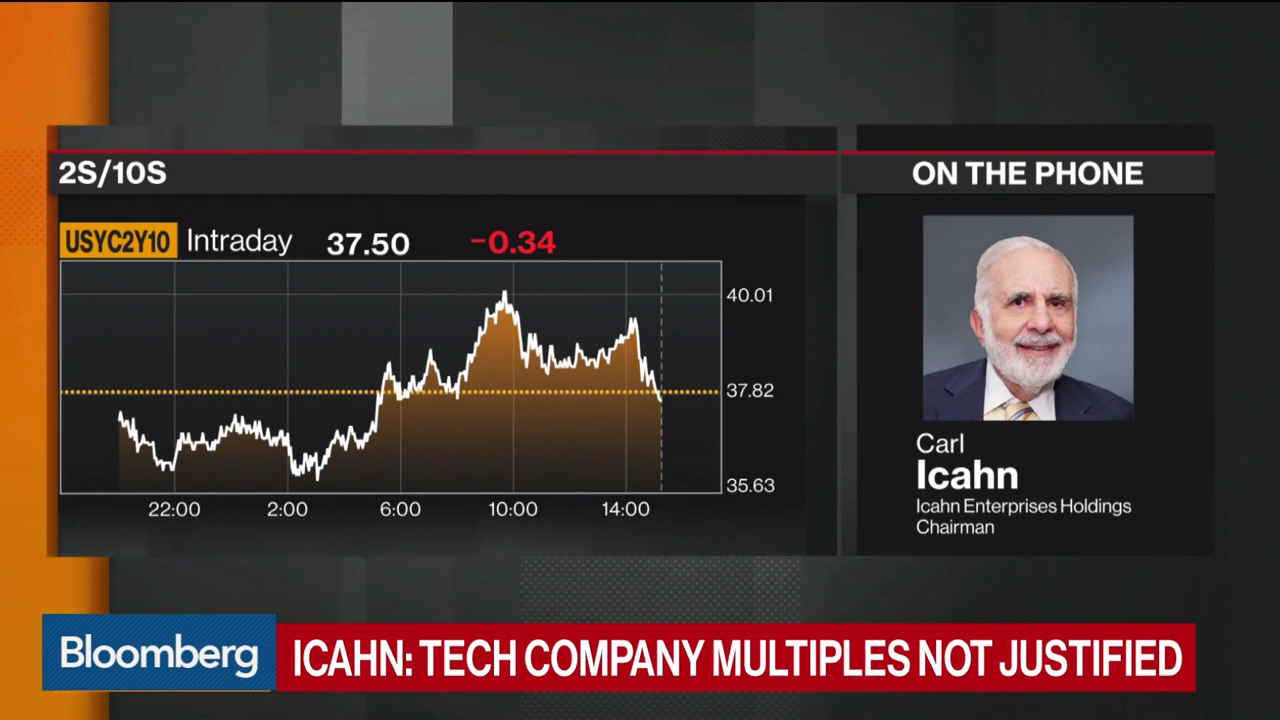 2S/10S
USYC2Y10 Intraday 37.50 -0.34
40.01
37.82
35.63
22:00 2:00 6:00 10:00 14:00
ON THE PHONE
Carl
Icahn
Icahn Enterprises Holdings
Chairman
Bloomberg
ICAHN: TECH COMPANY MULTIPLES NOT JUSTIFIED